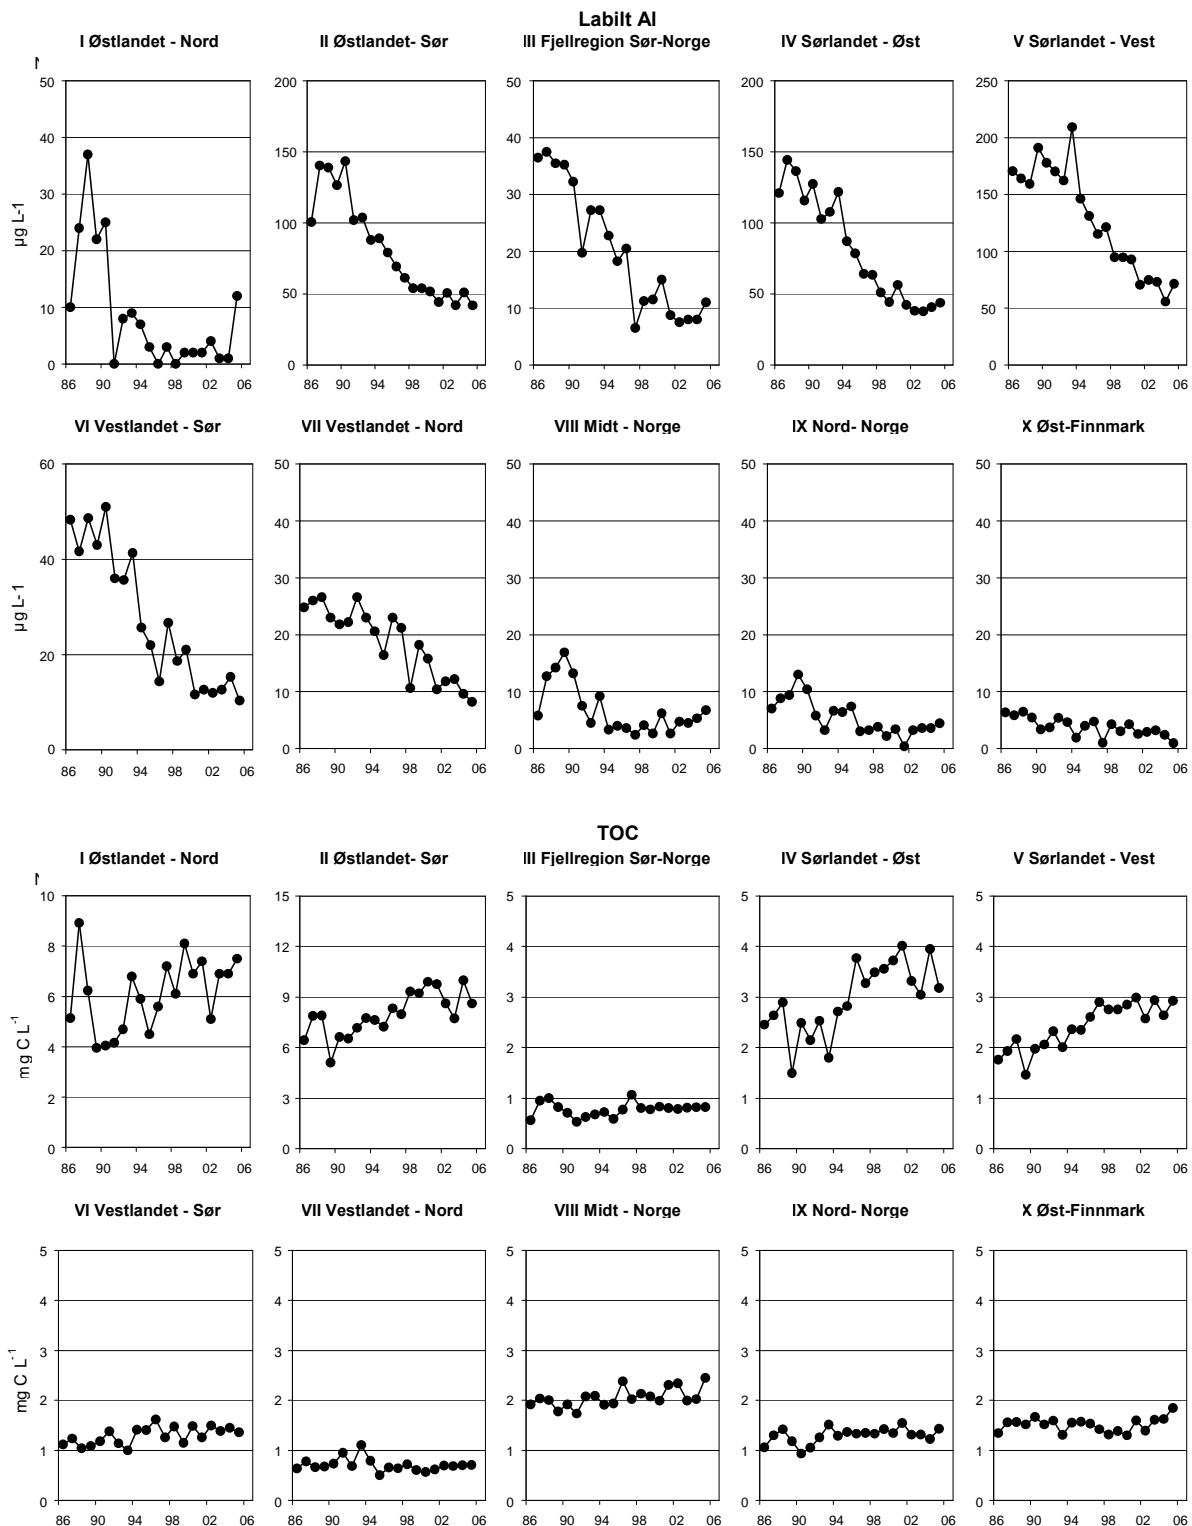 Labilt Al
I Østlandet - Nord II Østlandet- Sør III Fjellregion Sør-Norge IV Sørlandet - Øst V Sørlandet - Vest
50 200 50 200 250
40 150 40 150 200
30 100 30 100 150
20 50 20 50 100
10 0 10 0 50
0 0 0
µg L-1
86 90 94 98 02 06 86 90 94 98 02 06 86 90 94 98 02 06 86 90 94 98 02 06 86 90 94 98 02 06
VI Vestlandet - Sør VII Vestlandet - Nord VIII Midt - Norge IX Nord- Norge X Øst-Finnmark
60 50 50 50 50
40 40 40 40 40
20 30 30 30 30
0 20 20 20 20
10 10 10 10
0 0 0 0
µg L-1
86 90 94 98 02 06 86 90 94 98 02 06 86 90 94 98 02 06 86 90 94 98 02 06 86 90 94 98 02 06
TOC
I Østlandet - Nord II Østlandet- Sør III Fjellregion Sør-Norge IV Sørlandet - Øst V Sørlandet - Vest
10 15 5 5 5
8 12 4 4 4
6 9 3 3 3
4 6 2 2 2
2 3 1 1 1
0 0 0 0 0
mg C L-1
86 90 94 98 02 06 86 90 94 98 02 06 86 90 94 98 02 06 86 90 94 98 02 06 86 90 94 98 02 06
VI Vestlandet - Sør VII Vestlandet - Nord VIII Midt - Norge IX Nord- Norge X Øst-Finnmark
5 5 5 5 5
4 4 4 4 4
3 3 3 3 3
2 2 2 2 2
1 1 1 1 1
0 0 0 0 0
mg C L-1
86 90 94 98 02 06 86 90 94 98 02 06 86 90 94 98 02 06 86 90 94 98 02 06 86 90 94 98 02 06